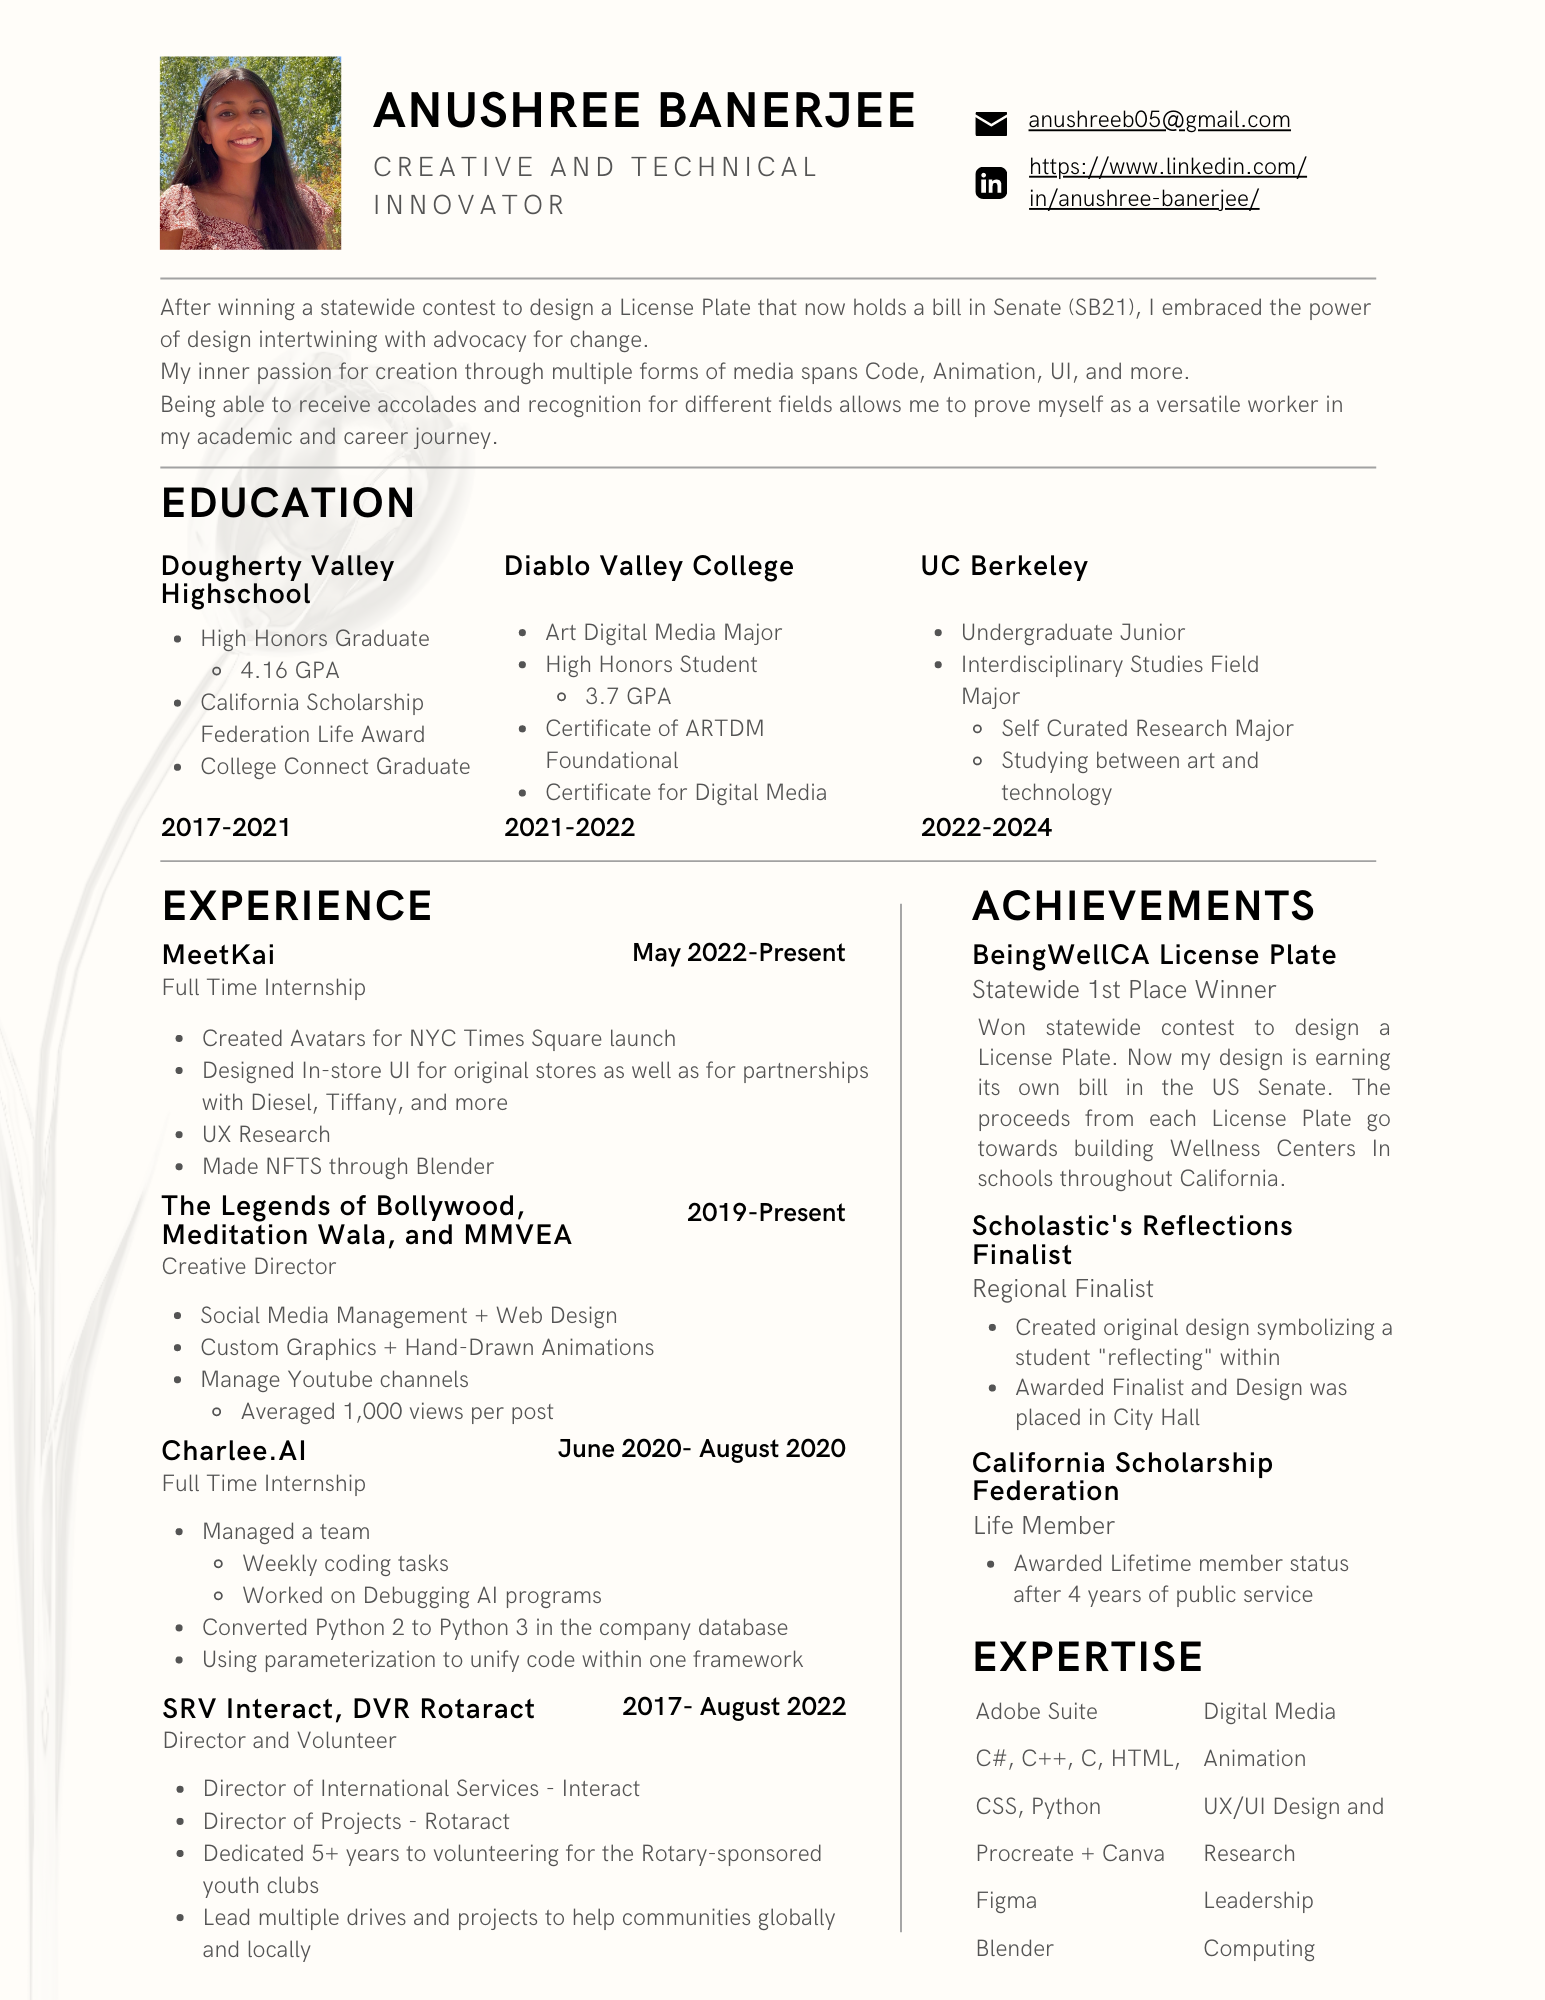 ANUSHREE BANERJEE
CREATIVE AND TECHNICAL
INNOVATOR
anushreeb05@gmail.com
https://www.linkedin.com/
in/anushree-banerjee/
After winning a statewide contest to design a License Plate that now holds a bill in Senate (SB21), I embraced the power
of design intertwining with advocacy for change.
My inner passion for creation through multiple forms of media spans Code, Animation, UI, and more.
Being able to receive accolades and recognition for different fields allows me to prove myself as a versatile worker in
my academic and career journey.
EDUCATION
Dougherty Valley
Highschool
• High Honors Graduate
◦ 4.16 GPA
• California Scholarship
Federation Life Award
• College Connect Graduate
2017-2021
Diablo Valley College
• Art Digital Media Major
• High Honors Student
◦ 3.7 GPA
• Certificate of ARTDM
Foundational
• Certificate for Digital Media
2021-2022
UC Berkeley
• Undergraduate Junior
• Interdisciplinary Studies Field
Major
◦ Self Curated Research Major
◦ Studying between art and
technology
2022-2024
EXPERIENCE
MeetKai
May 2022-Present
Full Time Internship
• Created Avatars for NYC Times Square launch
• Designed In-store UI for original stores as well as for partnerships
with Diesel, Tiffany, and more
• UX Research
• Made NFTS through Blender
The Legends of Bollywood,
Meditation Wala, and MMVEA
2019-Present
Creative Director
• Social Media Management + Web Design
• Custom Graphics + Hand-Drawn Animations
• Manage Youtube channels
◦ Averaged 1,000 views per post
Charlee.AI
June 2020- August 2020
Full Time Internship
• Managed a team
◦ Weekly coding tasks
◦ Worked on Debugging AI programs
• Converted Python 2 to Python 3 in the company database
• Using parameterization to unify code within one framework
SRV Interact, DVR Rotaract
2017- August 2022
Director and Volunteer
• Director of International Services - Interact
• Director of Projects - Rotaract
• Dedicated 5+ years to volunteering for the Rotary-sponsored
youth clubs
• Lead multiple drives and projects to help communities globally
and locally
ACHIEVEMENTS
BeingWellCA License Plate
Statewide 1st Place Winner
Won statewide contest to design a
License Plate. Now my design is earning
its own bill in the US Senate. The
proceeds from each License Plate go
towards building Wellness Centers In
schools throughout California.
Scholastic's Reflections
Finalist
Regional Finalist
• Created original design symbolizing a
student "reflecting" within
• Awarded Finalist and Design was
placed in City Hall
California Scholarship
Federation
Life Member
• Awarded Lifetime member status
after 4 years of public service
EXPERTISE
Adobe Suite
C#, C++, C, HTML,
CSS, Python
Procreate + Canva
Figma
Blender
Digital Media
Animation
UX/UI Design and
Research
Leadership
Computing